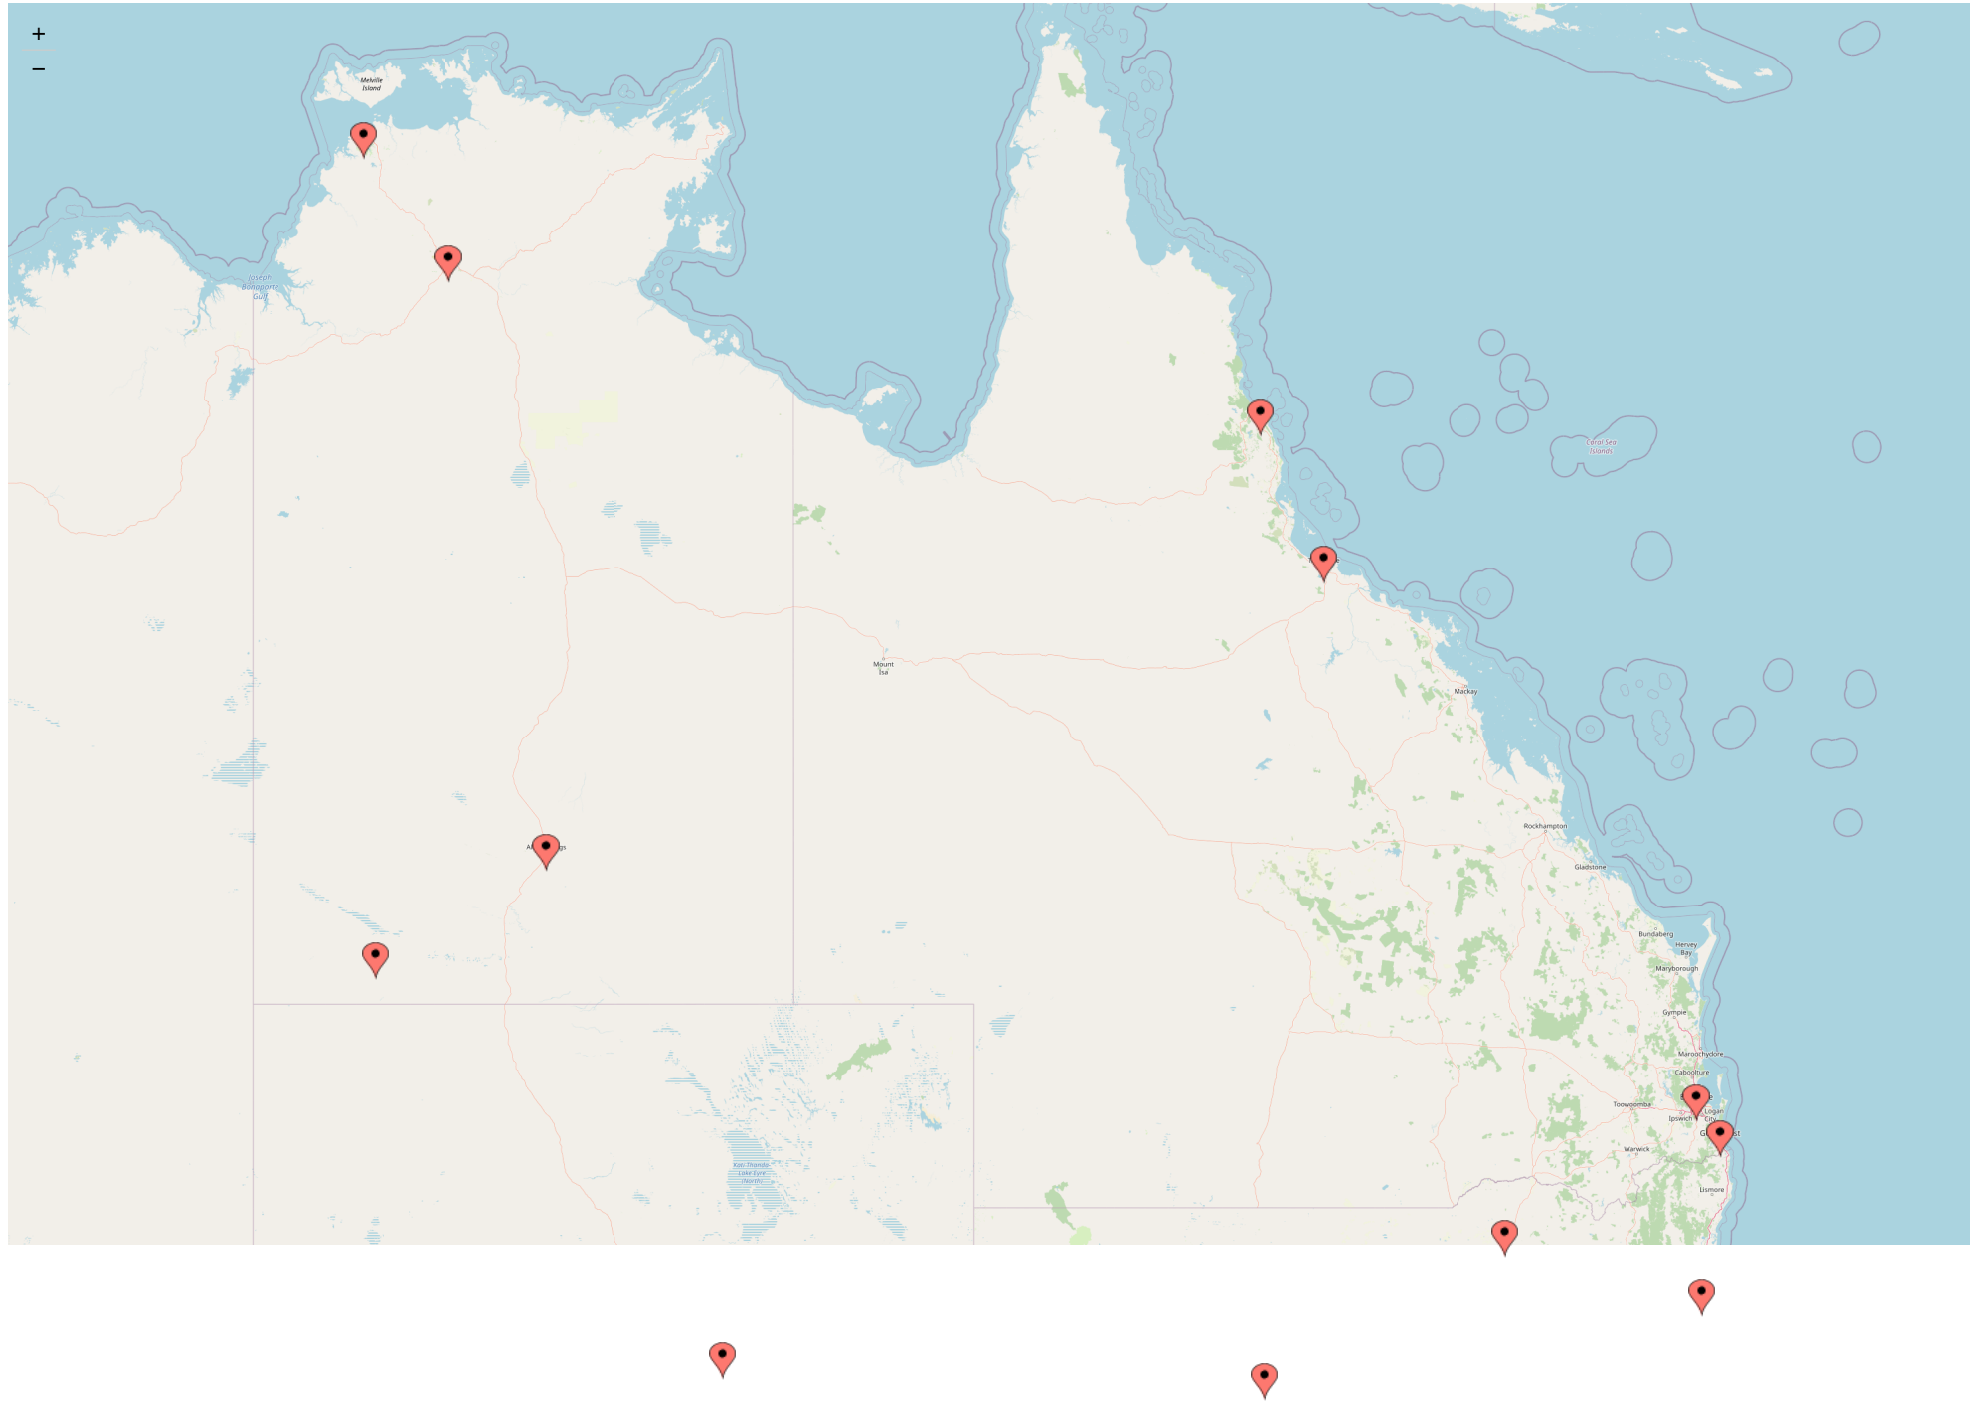 +
−
Melville
Island
Joseph
Bonaparte
Gulf
Coral Sea
Islands
Mount
Isa
Mackay
Rockhampton
Gladstone
Bundaberg
Hervey
Bay
Maryborough
Gympie
Maroochydore
Caboolture
Toowoomba
Logan
City
Ipswich
Warwick
Kati Thanda-
Lake Eyre
(North)
Lismore